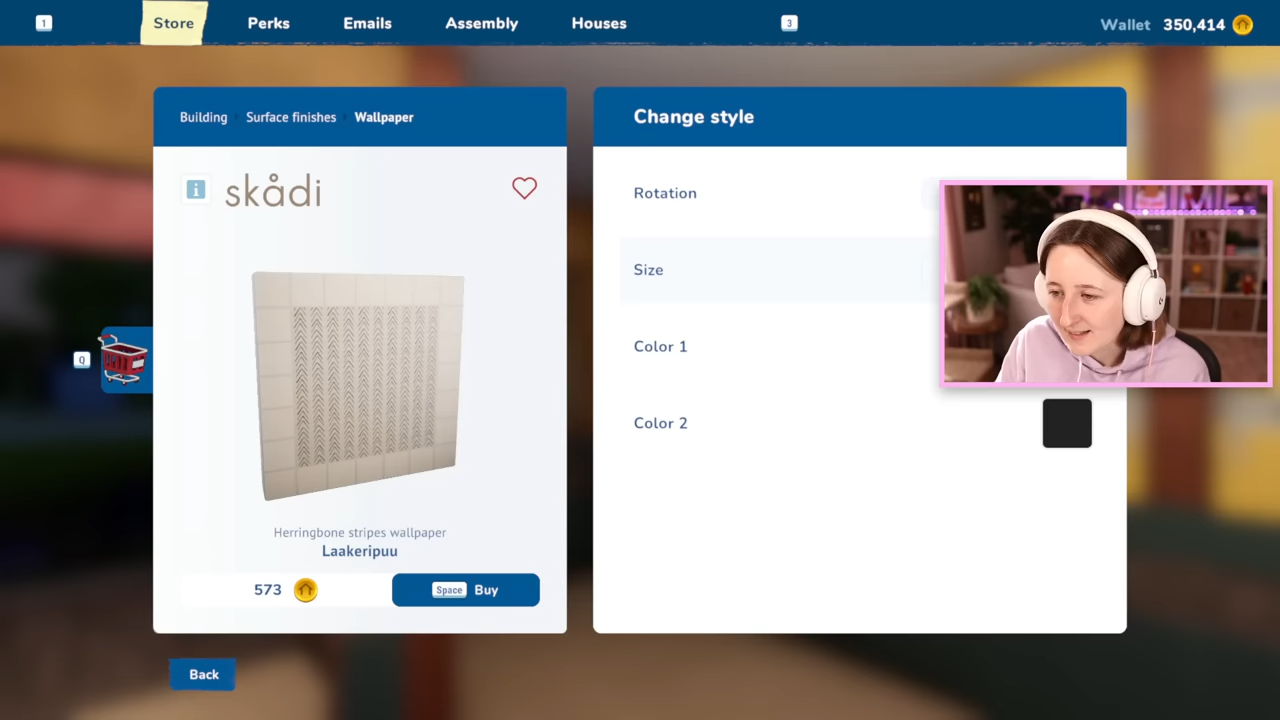 1
Store
Perks
Emails
Assembly
Houses
3
Wallet 350,414
Building Surface finishes Wallpaper
Change style
i
skådi
Rotation
Size
Color 1
Q
Color 2
Herringbone stripes wallpaper
Laakeripuu
573
Space Buy
Back